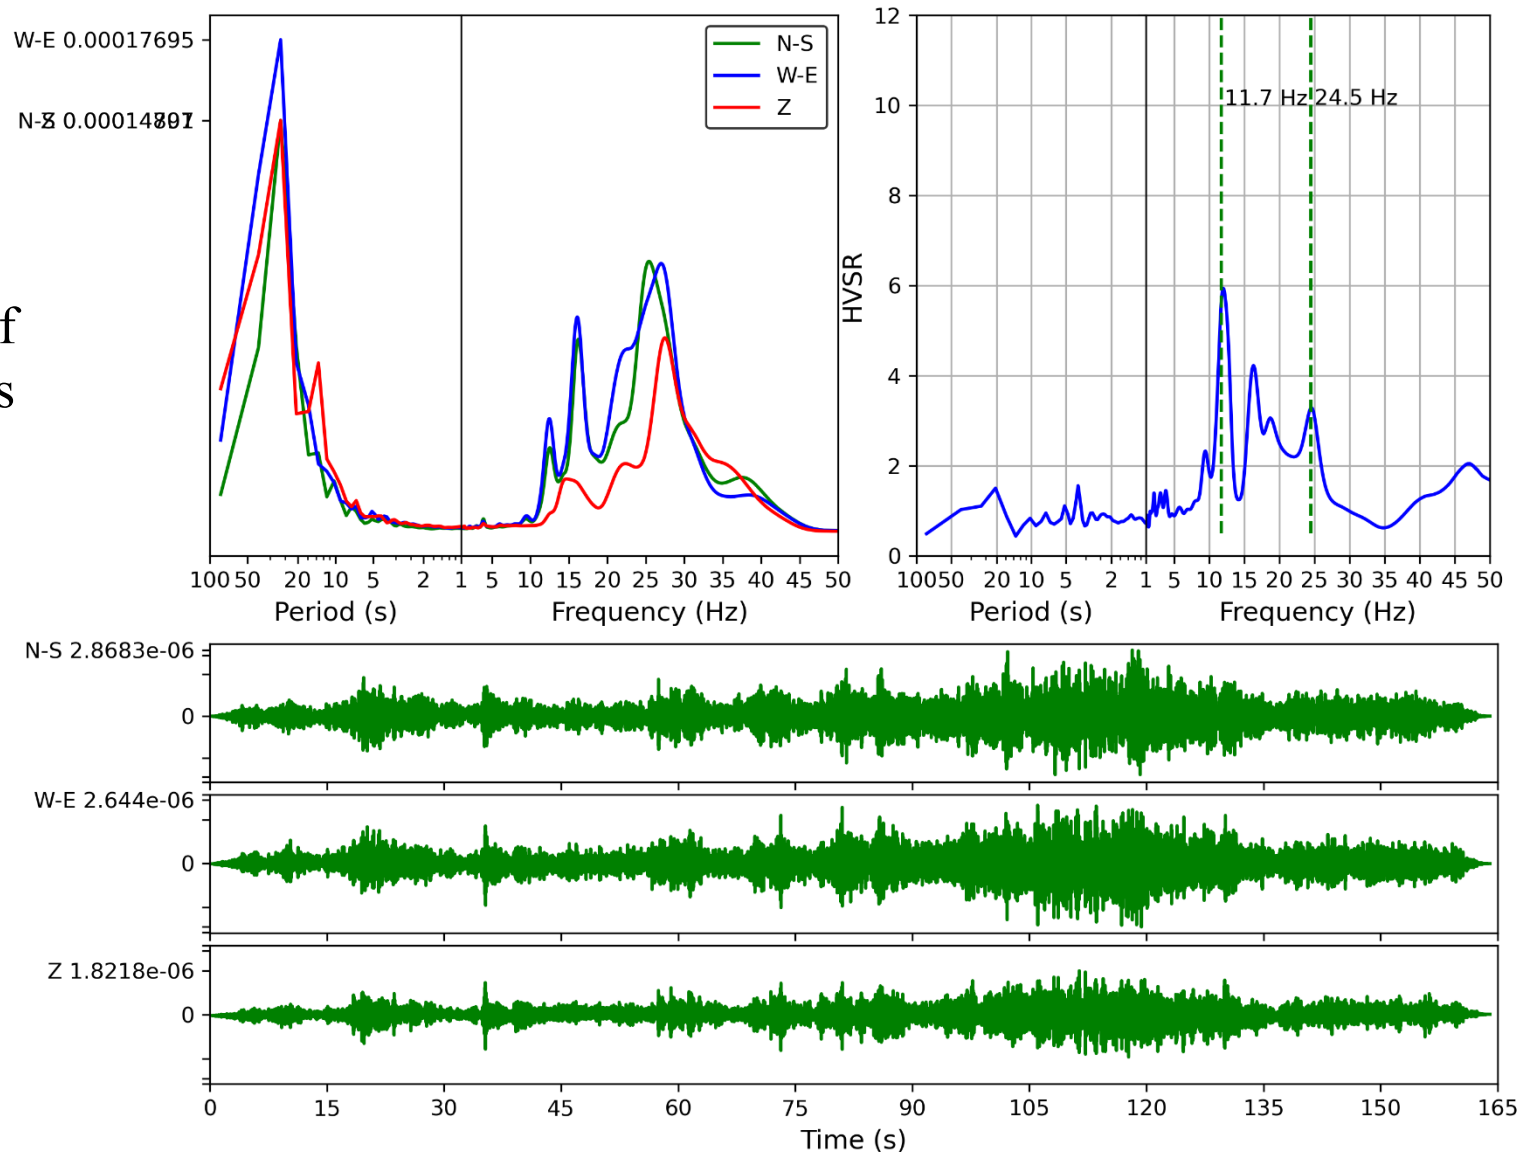 W-E 0.00017695
N-S
N-S
W-E
Z
f
s
100 50 20 10 5 2 1 5 10 15 20 25 30 35 40 45 50
Period (s) Frequency (Hz)
12
10
8
6
4
2
0
HVSR
11.7 Hz 24.5 Hz
100 50 20 10 5 2 1 5 10 15 20 25 30 35 40 45 50
Period (s) Frequency (Hz)
N-S 2.8683e-06
0
W-E 2.644e-06
0
Z 1.8218e-06
0
0 15 30 45 60 75 90 105 120 135 150 165
Time (s)